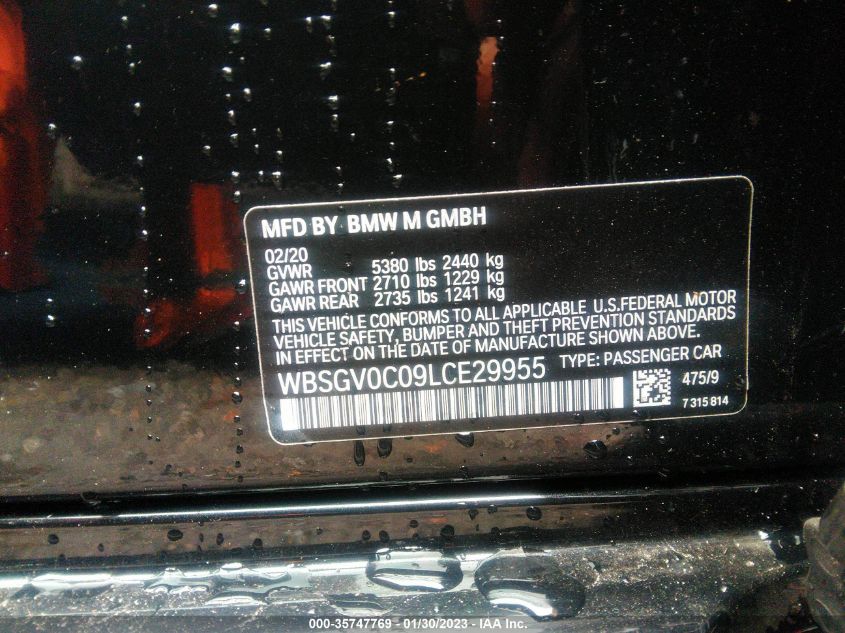 MFD BY BMW M GMBH
02/20
GVWR 5380 lbs 2440 kg
GAWR FRONT 2710 lbs 1229 kg
GAWR REAR 2735 lbs 1241 kg
THIS VEHICLE CONFORMS TO ALL APPLICABLE U.S.FEDERAL MOTOR
VEHICLE SAFETY, BUMPER AND THEFT PREVENTION STANDARDS
IN EFFECT ON THE DATE OF MANUFACTURE SHOWN ABOVE.
WBSGV0C09LCE29955 TYPE: PASSENGER CAR
475/9
7 315 814
000-35747769 - 01/30/2023 - IAA Inc.